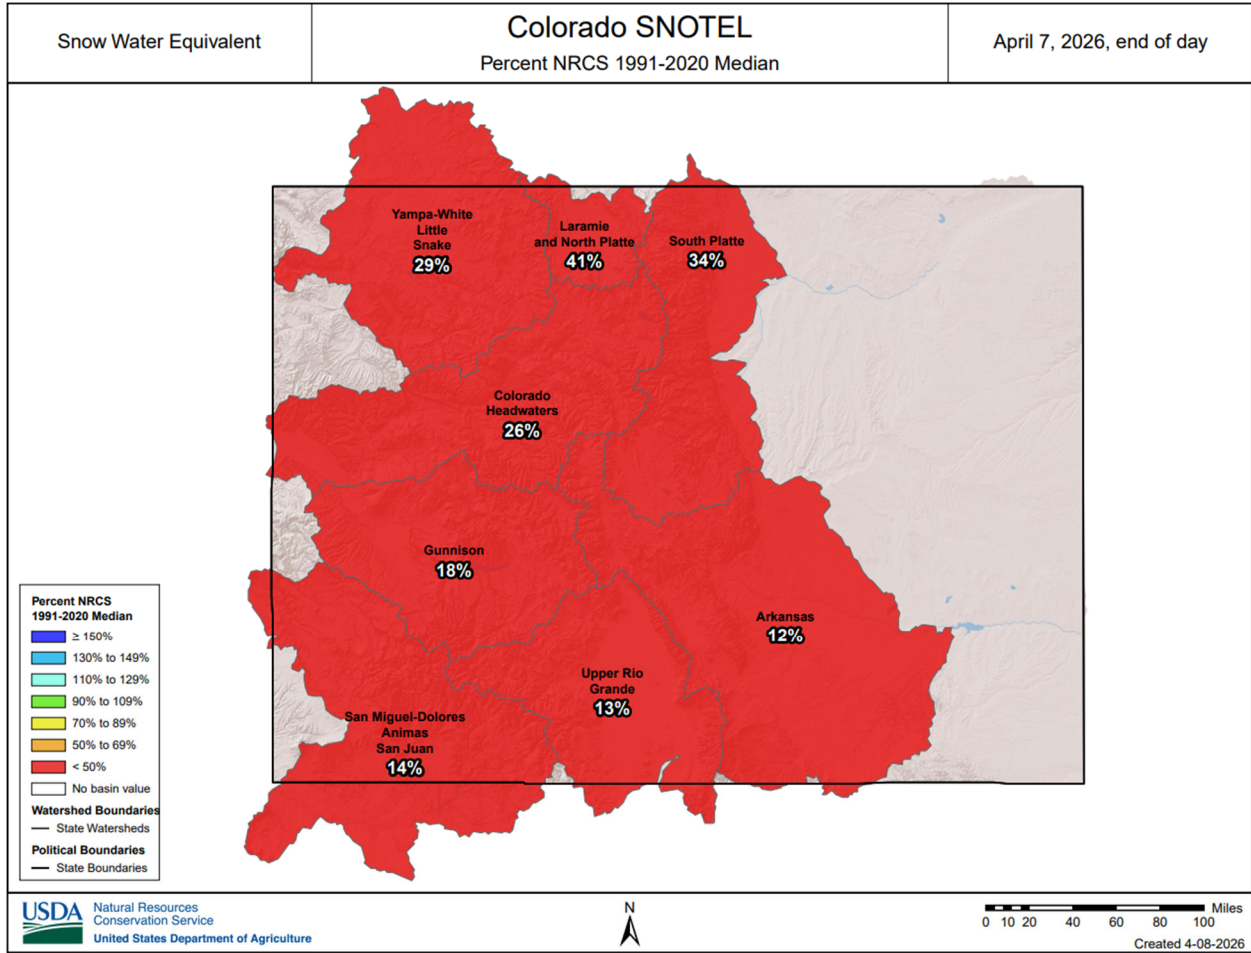 Snow Water Equivalent
Colorado SNOTEL
Percent NRCS 1991-2020 Median
April 7, 2026, end of day
Yampa-White
Little
Snake
29%
Laramie
and North Platte
41%
South Platte
34%
Colorado
Headwaters
26%
Gunnison
18%
Arkansas
12%
Upper Rio
Grande
13%
San Miguel-Dolores
Animas
San Juan
14%
Percent NRCS
1991-2020 Median
≥ 150%
130% to 149%
110% to 129%
90% to 109%
70% to 89%
50% to 69%
< 50%
No basin value
Watershed Boundaries
State Watersheds
Political Boundaries
State Boundaries
USDA
Natural Resources
Conservation Service
United States Department of Agriculture
N
Miles
0 10 20 40 60 80 100
Created 4-08-2026